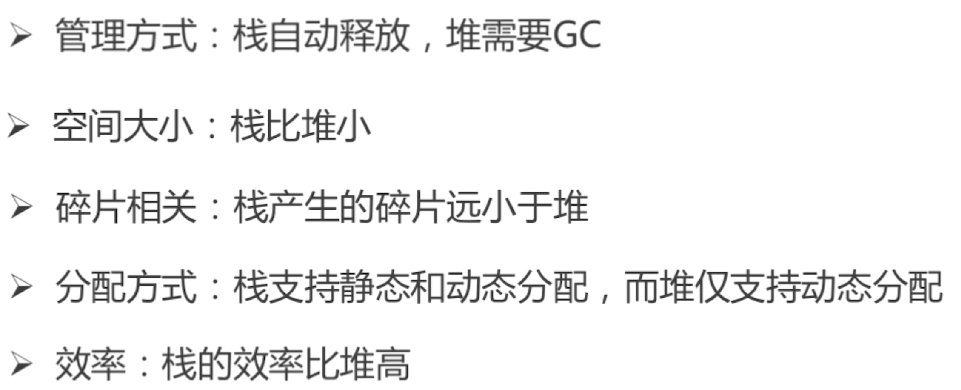 ➢ 管理方式：栈自动释放，堆需要GC
➢ 空间大小：栈比堆小
➢ 碎片相关：栈产生的碎片远小于堆
➢ 分配方式：栈支持静态和动态分配，而堆仅支持动态分配
➢ 效率：栈的效率比堆高